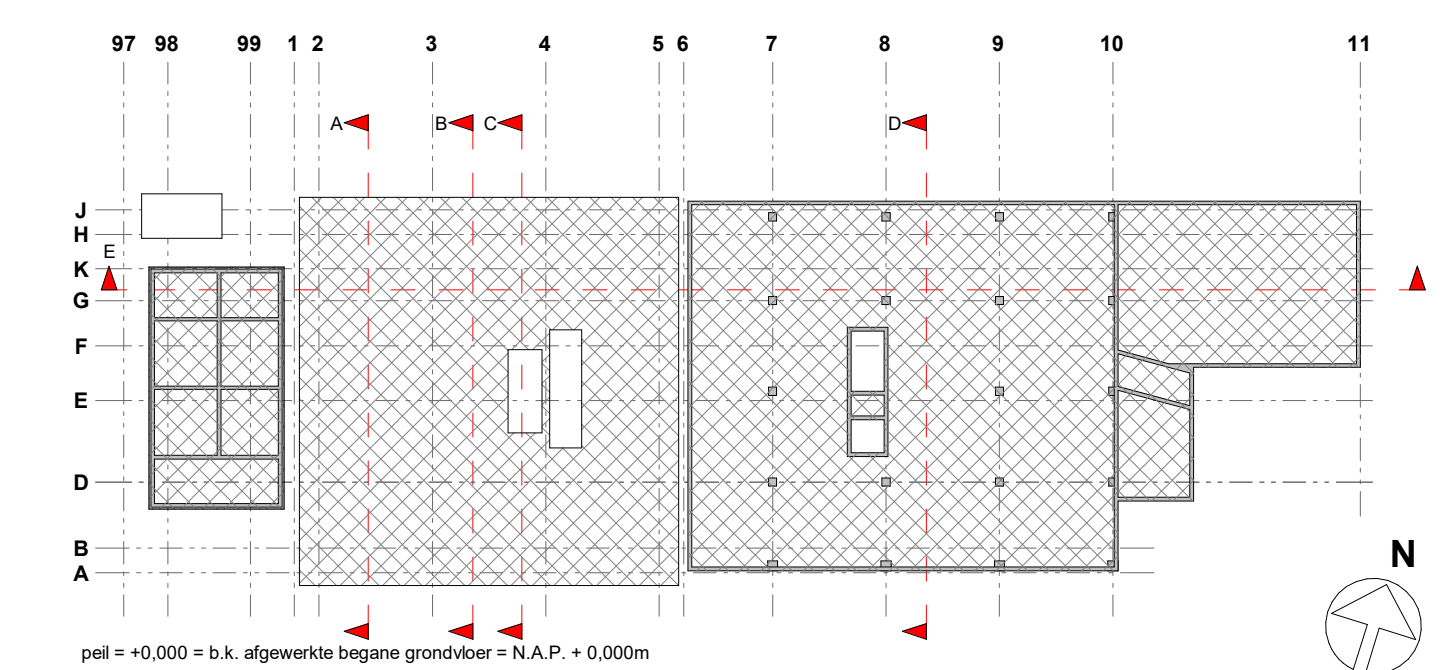 97 98 99 1 2 3 4 5 6 7 8 9 10 11
A B C D
J
H
E
K
G
F
E
D
B
A
N
peil = +0,000 = b.k. afgewerkte begane grondvloer = N.A.P. + 0,000m